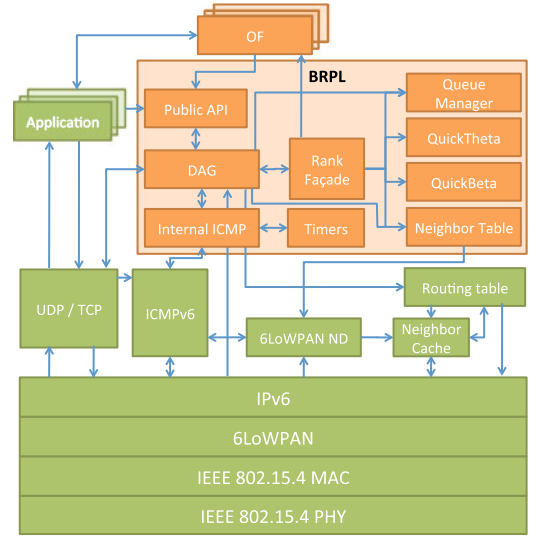 OF
BRPL
Queue
Manager
Public API
Application
QuickTheta
DAG
Rank
Façade
QuickBeta
Internal ICMP
Timers
Neighbor Table
UDP / TCP
ICMPv6
Routing table
6LoWPAN ND
Neighbor
Cache
IPv6
6LoWPAN
IEEE 802.15.4 MAC
IEEE 802.15.4 PHY